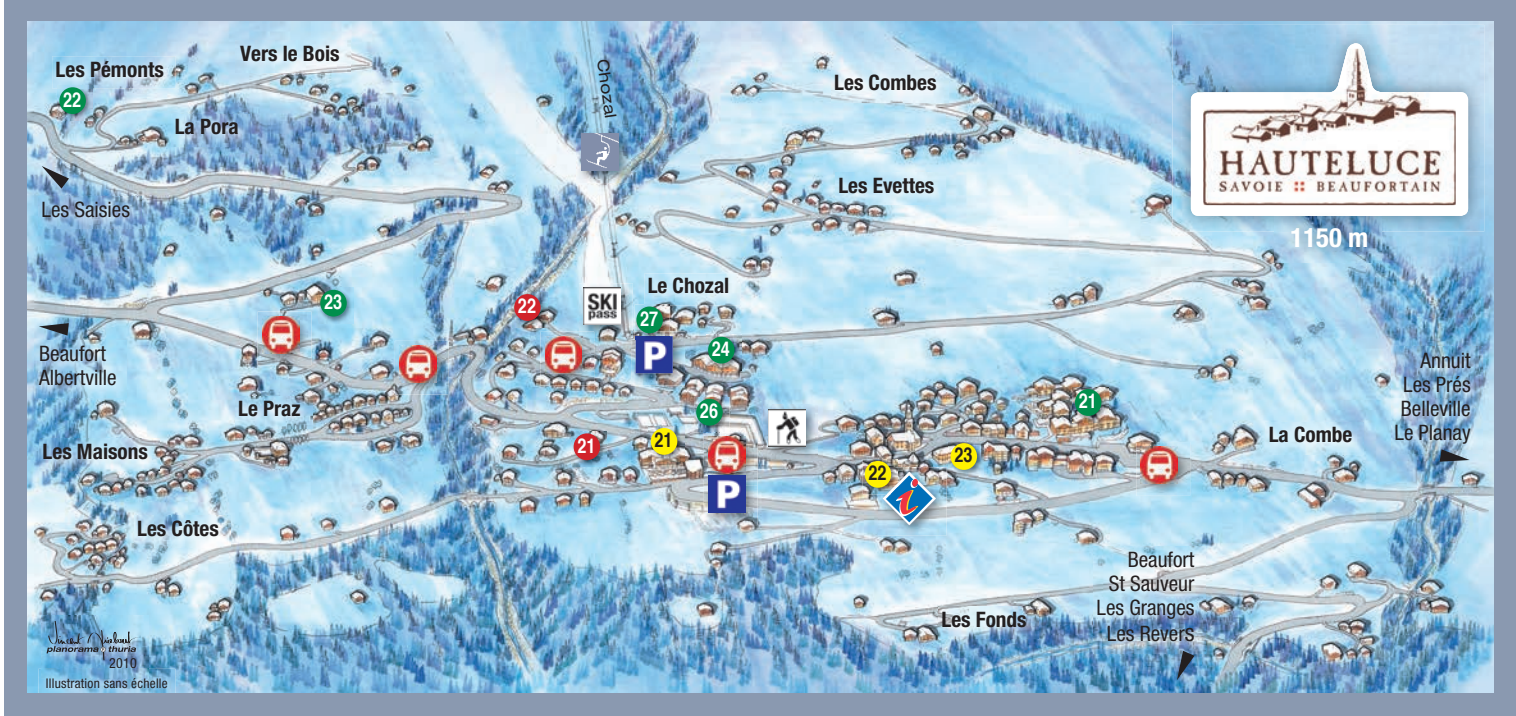 Vers le Bois
Les Pémonts
22
La Pora
Les Saisies
Chozal
Les Combes
Les Evettes
HAUTELUCE
SAVOIE BEAUFORTAIN
1150 m
23
Beaufort
Albertville
22
SKI
pass
Le Chozal
27
P
24
26
Le Praz
Les Maisons
21
21
P
22
23
21
La Combe
Annuit
Les Prés
Belleville
Le Planay
i
Les Côtes
Les Fonds
Beaufort
St Sauveur
Les Granges
Les Revers
planorama thuria
2010
Illustration sans échelle